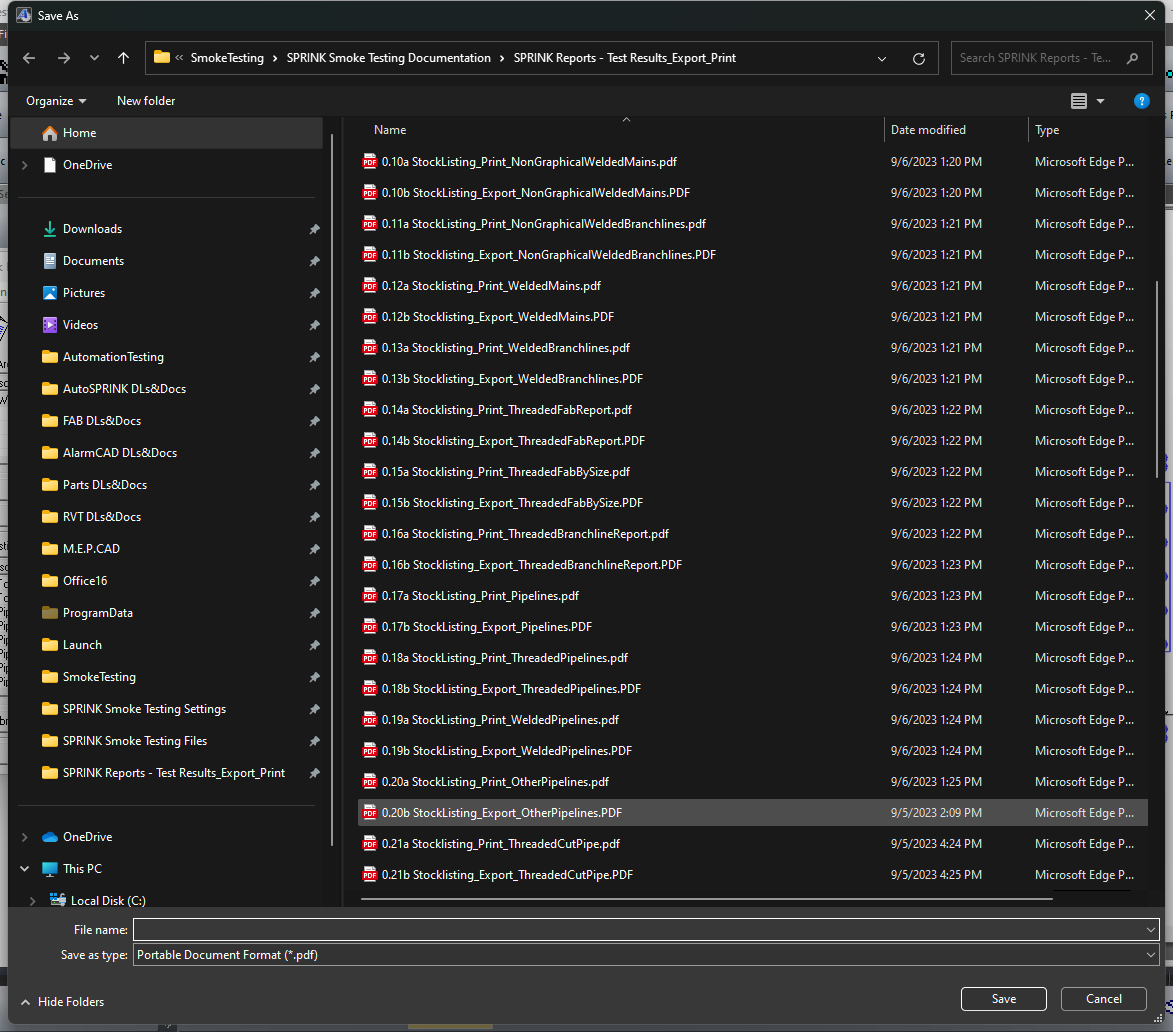 Save As
« SmokeTesting › SPRINK Smoke Testing Documentation › SPRINK Reports - Test Results_Export_Print
Search SPRINK Reports - Te...
Organize
New folder
?
Home
OneDrive
Downloads
Documents
Pictures
Videos
AutomationTesting
AutoSPRINK DLs&Docs
FAB DLs&Docs
AlarmCAD DLs&Docs
Parts DLs&Docs
RVT DLs&Docs
M.E.P.CAD
Office16
ProgramData
Launch
SmokeTesting
SPRINK Smoke Testing Settings
SPRINK Smoke Testing Files
SPRINK Reports - Test Results_Export_Print
OneDrive
This PC
Local Disk (C:)
Name Date modified Type
0.10a StockListing_Print_NonGraphicalWeldedMains.pdf 9/6/2023 1:20 PM Microsoft Edge P...
0.10b StockListing_Export_NonGraphicalWeldedMains.PDF 9/6/2023 1:20 PM Microsoft Edge P...
0.11a StockListing_Print_NonGraphicalWeldedBranchlines.pdf 9/6/2023 1:21 PM Microsoft Edge P...
0.11b StockListing_Export_NonGraphicalWeldedBranchlines.PDF 9/6/2023 1:21 PM Microsoft Edge P...
0.12a Stocklisting_Print_WeldedMains.pdf 9/6/2023 1:21 PM Microsoft Edge P...
0.12b Stocklisting_Export_WeldedMains.PDF 9/6/2023 1:21 PM Microsoft Edge P...
0.13a Stocklisting_Print_WeldBranchlines.pdf 9/6/2023 1:21 PM Microsoft Edge P...
0.13b Stocklisting_Export_WeldBranchlines.PDF 9/6/2023 1:21 PM Microsoft Edge P...
0.14a Stocklisting_Print_ThreadedFabReport.pdf 9/6/2023 1:22 PM Microsoft Edge P...
0.14b Stocklisting_Export_ThreadedFabReport.PDF 9/6/2023 1:22 PM Microsoft Edge P...
0.15a Stocklisting_Print_ThreadedFabBySize.pdf 9/6/2023 1:22 PM Microsoft Edge P...
0.15b Stocklisting_Export_ThreadedFabBySize.PDF 9/6/2023 1:22 PM Microsoft Edge P...
0.16a Stocklisting_Print_ThreadedBranchlineReport.pdf 9/6/2023 1:22 PM Microsoft Edge P...
0.16b Stocklisting_Export_ThreadedBranchlineReport.PDF 9/6/2023 1:23 PM Microsoft Edge P...
0.17a StockListing_Print_Pipelines.pdf 9/6/2023 1:23 PM Microsoft Edge P...
0.17b StockListing_Export_Pipelines.PDF 9/6/2023 1:23 PM Microsoft Edge P...
0.18a StockListing_Print_ThreadedPipelines.pdf 9/6/2023 1:24 PM Microsoft Edge P...
0.18b StockListing_Export_ThreadedPipelines.PDF 9/6/2023 1:24 PM Microsoft Edge P...
0.19a StockListing_Print_WeldedPipelines.pdf 9/6/2023 1:24 PM Microsoft Edge P...
0.19b StockListing_Export_WeldedPipelines.PDF 9/6/2023 1:24 PM Microsoft Edge P...
0.20a StockListing_Print_OtherPipelines.pdf 9/6/2023 1:25 PM Microsoft Edge P...
0.20b StockListing_Export_OtherPipelines.PDF 9/5/2023 2:09 PM Microsoft Edge P...
0.21a Stocklisting_Print_ThreadedCutPipe.pdf 9/5/2023 4:24 PM Microsoft Edge P...
0.21b Stocklisting_Export_ThreadedCutPipe.PDF 9/5/2023 4:25 PM Microsoft Edge P...
File name:
Save as type: Portable Document Format (*.pdf)
Hide Folders
Save
Cancel